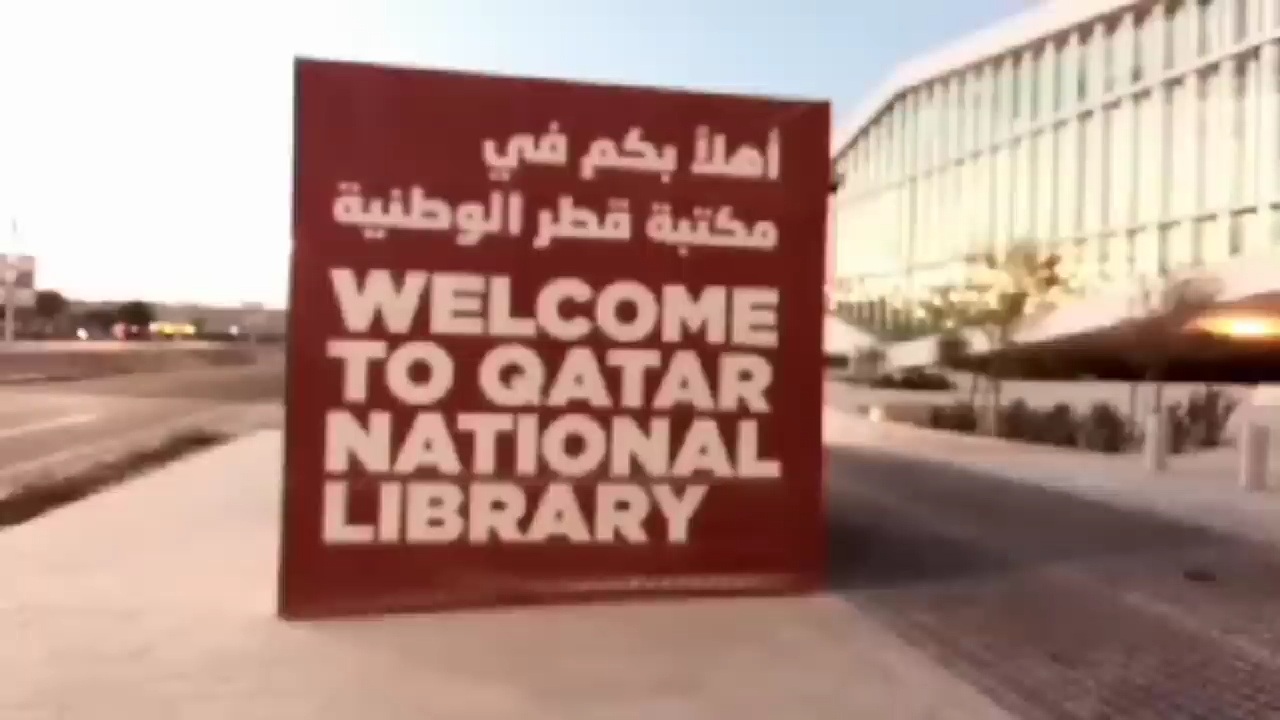 أهلاً بكم في
مكتبة قطر الوطنية
WELCOME
TO QATAR
NATIONAL
LIBRARY